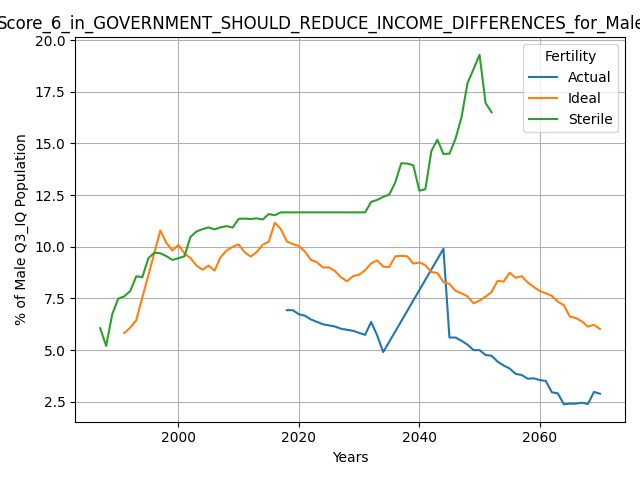 Score_6_in_GOVERNMENT_SHOULD_REDUCE_INCOME_DIFFERENCES_for_Male
Fertility
Actual
Ideal
Sterile
% of Male Q3_IQ Population
20.0
17.5
15.0
12.5
10.0
7.5
5.0
2.5
2000
2020
2040
2060
Years